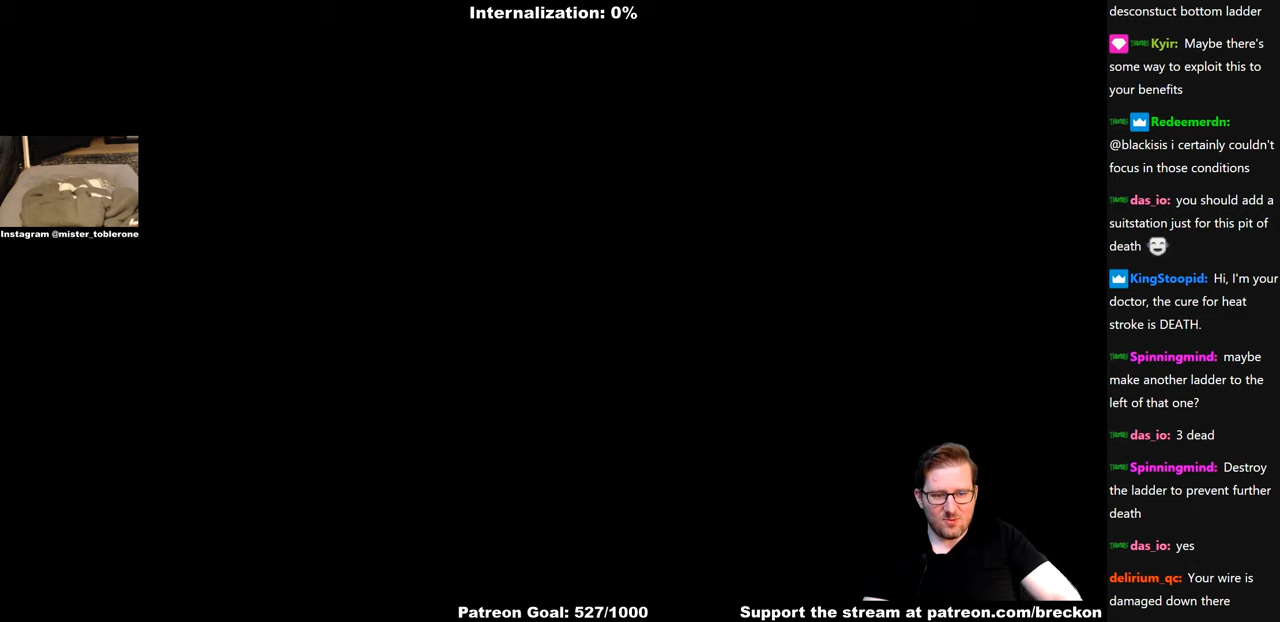 Internalization: 0%
Instagram @mister_toblerone
Patreon Goal: 527/1000
Support the stream at patreon.com/breckon
desconstuct bottom ladder
Kyir: Maybe there's
some way to exploit this to
your benefits
Redeemerdn:
@blackisis i certainly couldn't
focus in those conditions
das_io: you should add a
suitstation just for this pit of
death
KingStoopid: Hi, I'm your
doctor, the cure for heat
stroke is DEATH.
Spinningmind: maybe
make another ladder to the
left of that one?
das_io: 3 dead
Spinningmind: Destroy
the ladder to prevent further
death
das_io: yes
delirium_qc: Your wire is
damaged down there